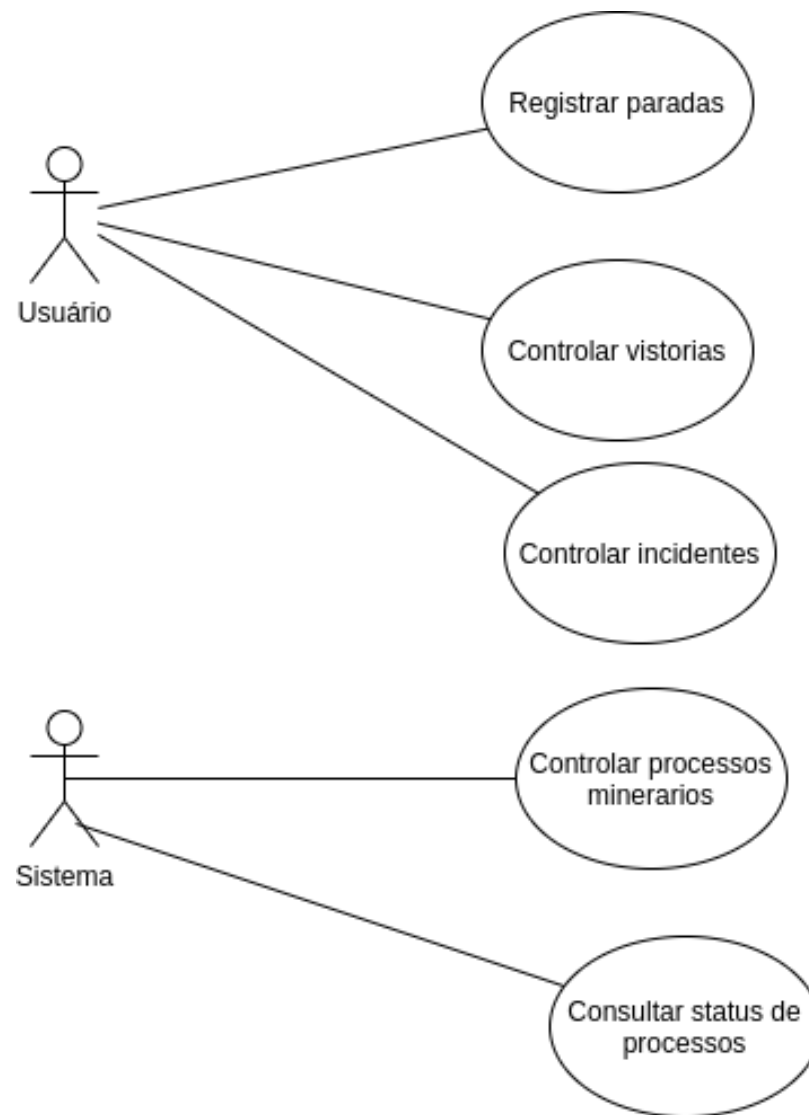 Registrar paradas
Usuário
Controlar vistorias
Controlar incidentes
Controlar processos
minerarios
Sistema
Consultar status de
processos